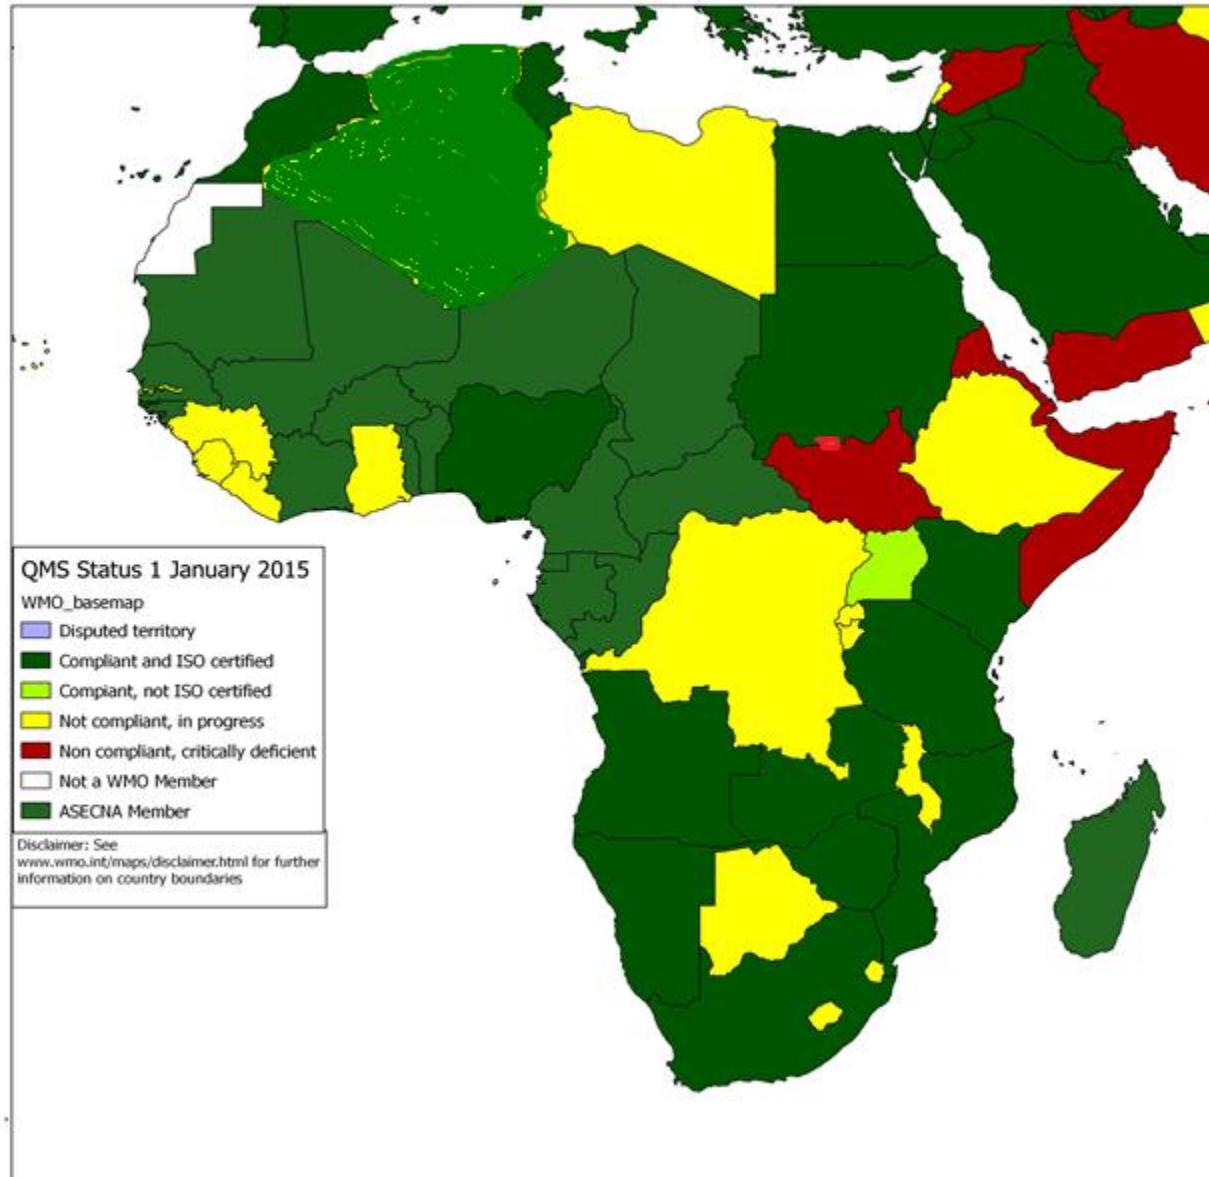 QMS Status 1 January 2015
WMO_basemap
Disputed territory
Compliant and ISO certified
Compiant, not ISO certified
Not compliant, in progress
Non compliant, critically deficient
Not a WMO Member
ASECNA Member
Disclaimer: See
www.wmo.int/maps/disclaimer.html for further
information on country boundaries